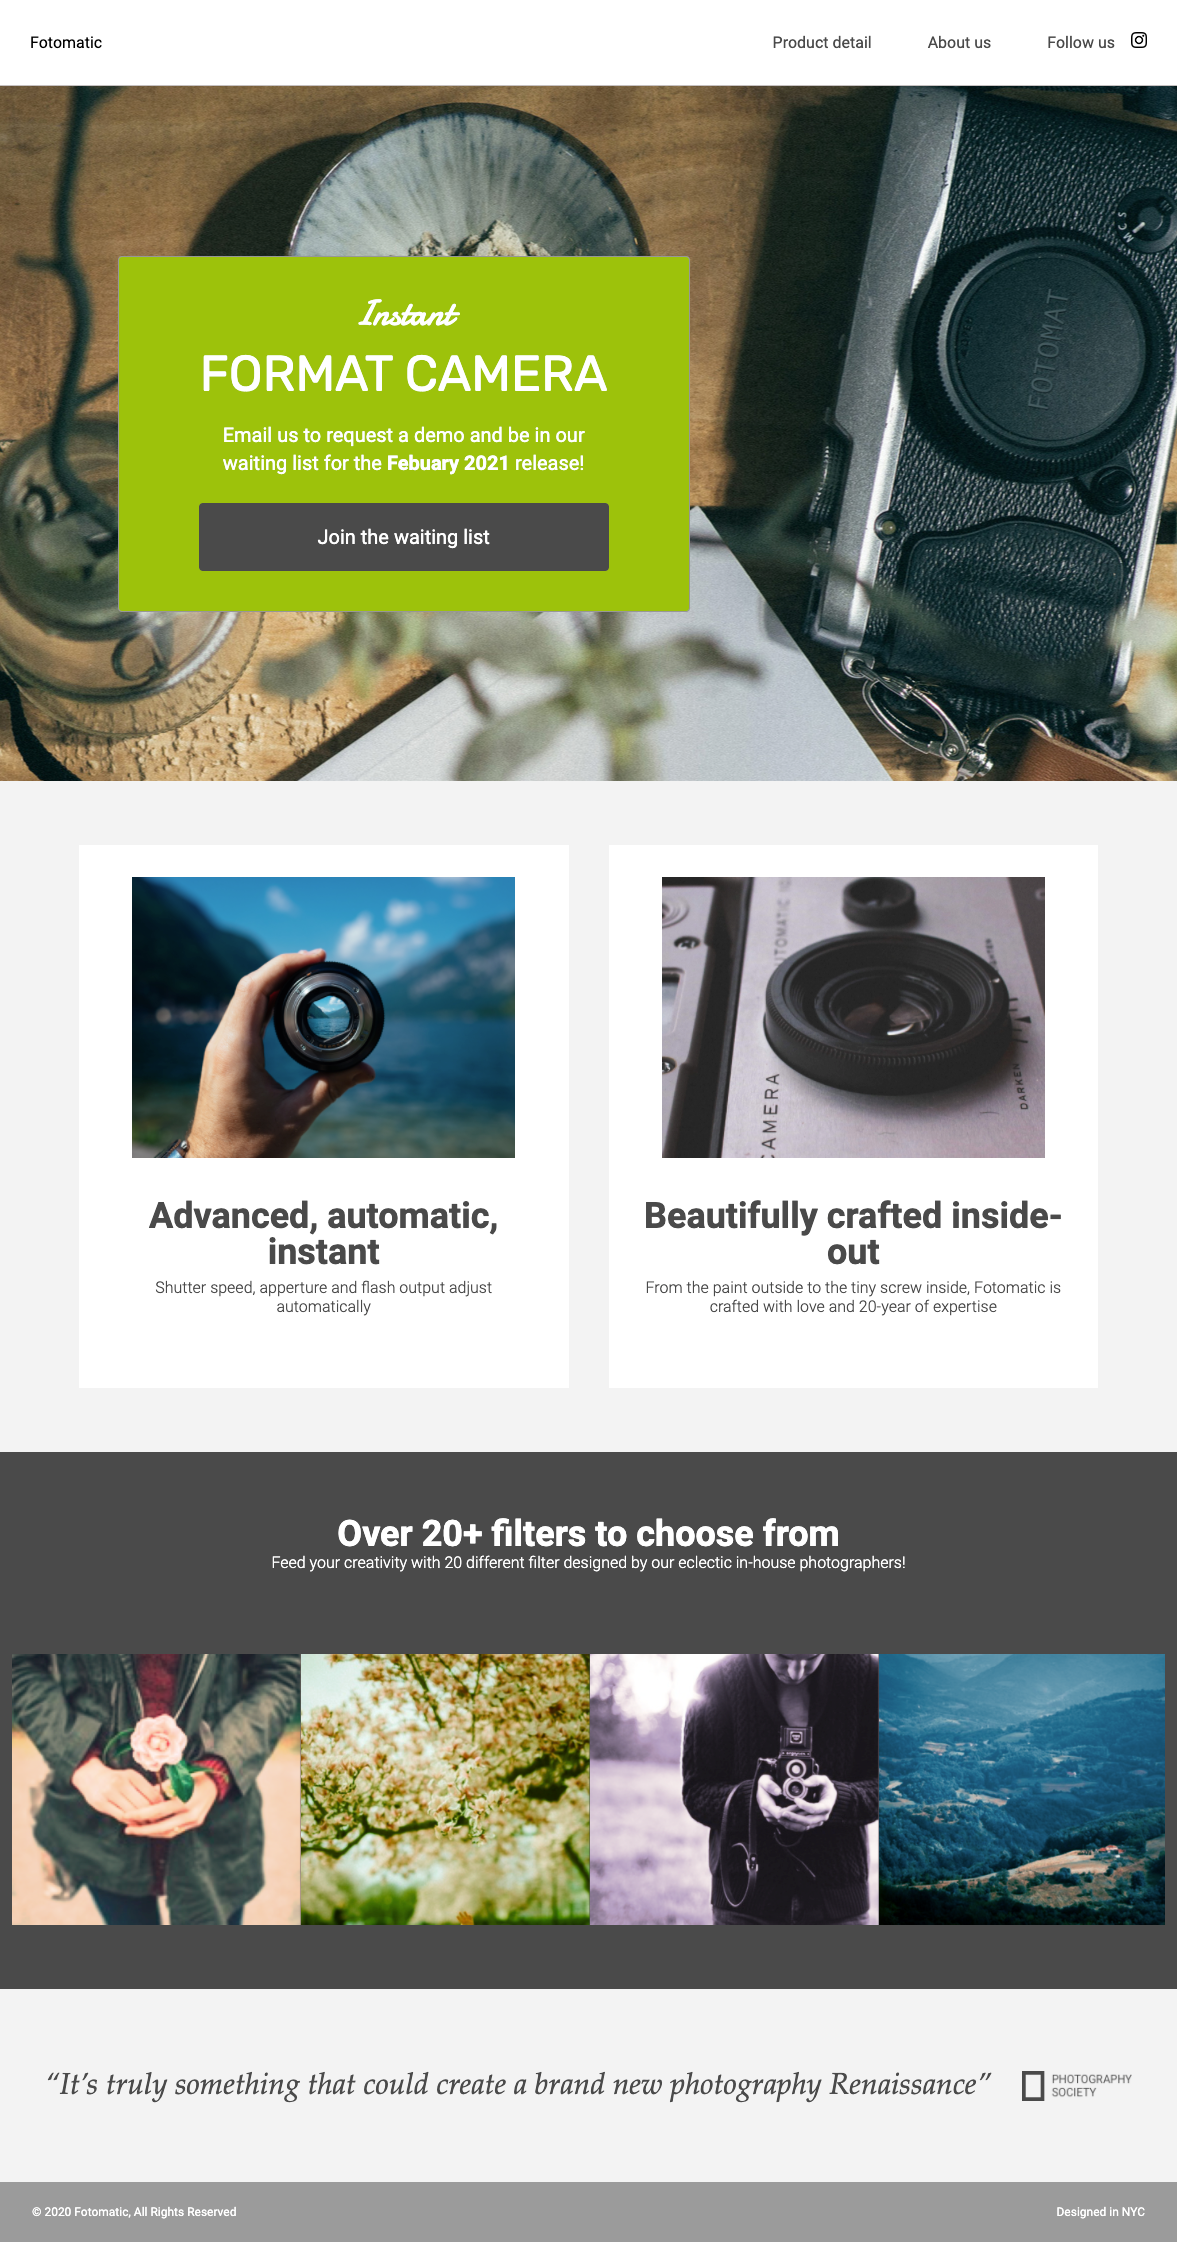 Fotomatic
Product detail
About us
Follow us
MCS
FOTOMAT
Instant
FORMAT CAMERA
Email us to request a demo and be in our
waiting list for the Febuary 2021 release!
Join the waiting list
CAMERA
AUTOMATIC
DARKEN
Advanced, automatic,
instant
Shutter speed, apperture and flash output adjust
automatically
Beautifully crafted inside-
out
From the paint outside to the tiny screw inside, Fotomatic is
crafted with love and 20-year of expertise
Over 20+ filters to choose from
Feed your creativity with 20 different filter designed by our eclectic in-house photographers!
“It’s truly something that could create a brand new photography Renaissance”
PHOTOGRAPHY
SOCIETY
© 2020 Fotomatic, All Rights Reserved
Designed in NYC